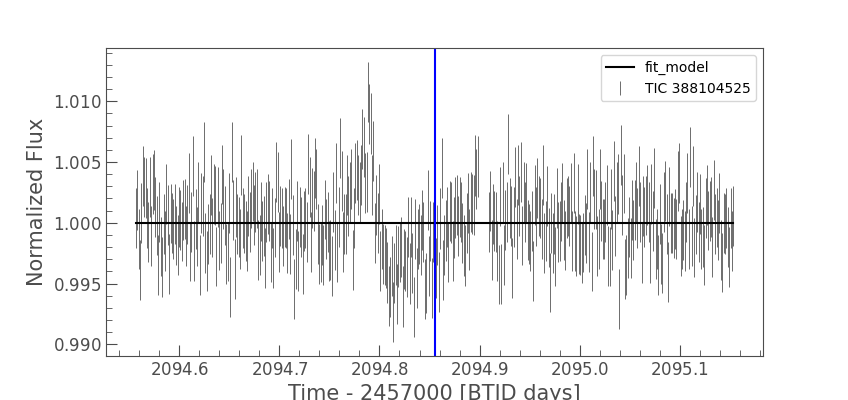 fit_model
TIC 388104525
1.010
1.005
1.000
0.995
0.990
Normalized Flux
2094.6 2094.7 2094.8 2094.9 2095.0 2095.1
Time - 2457000 [BTJD days]